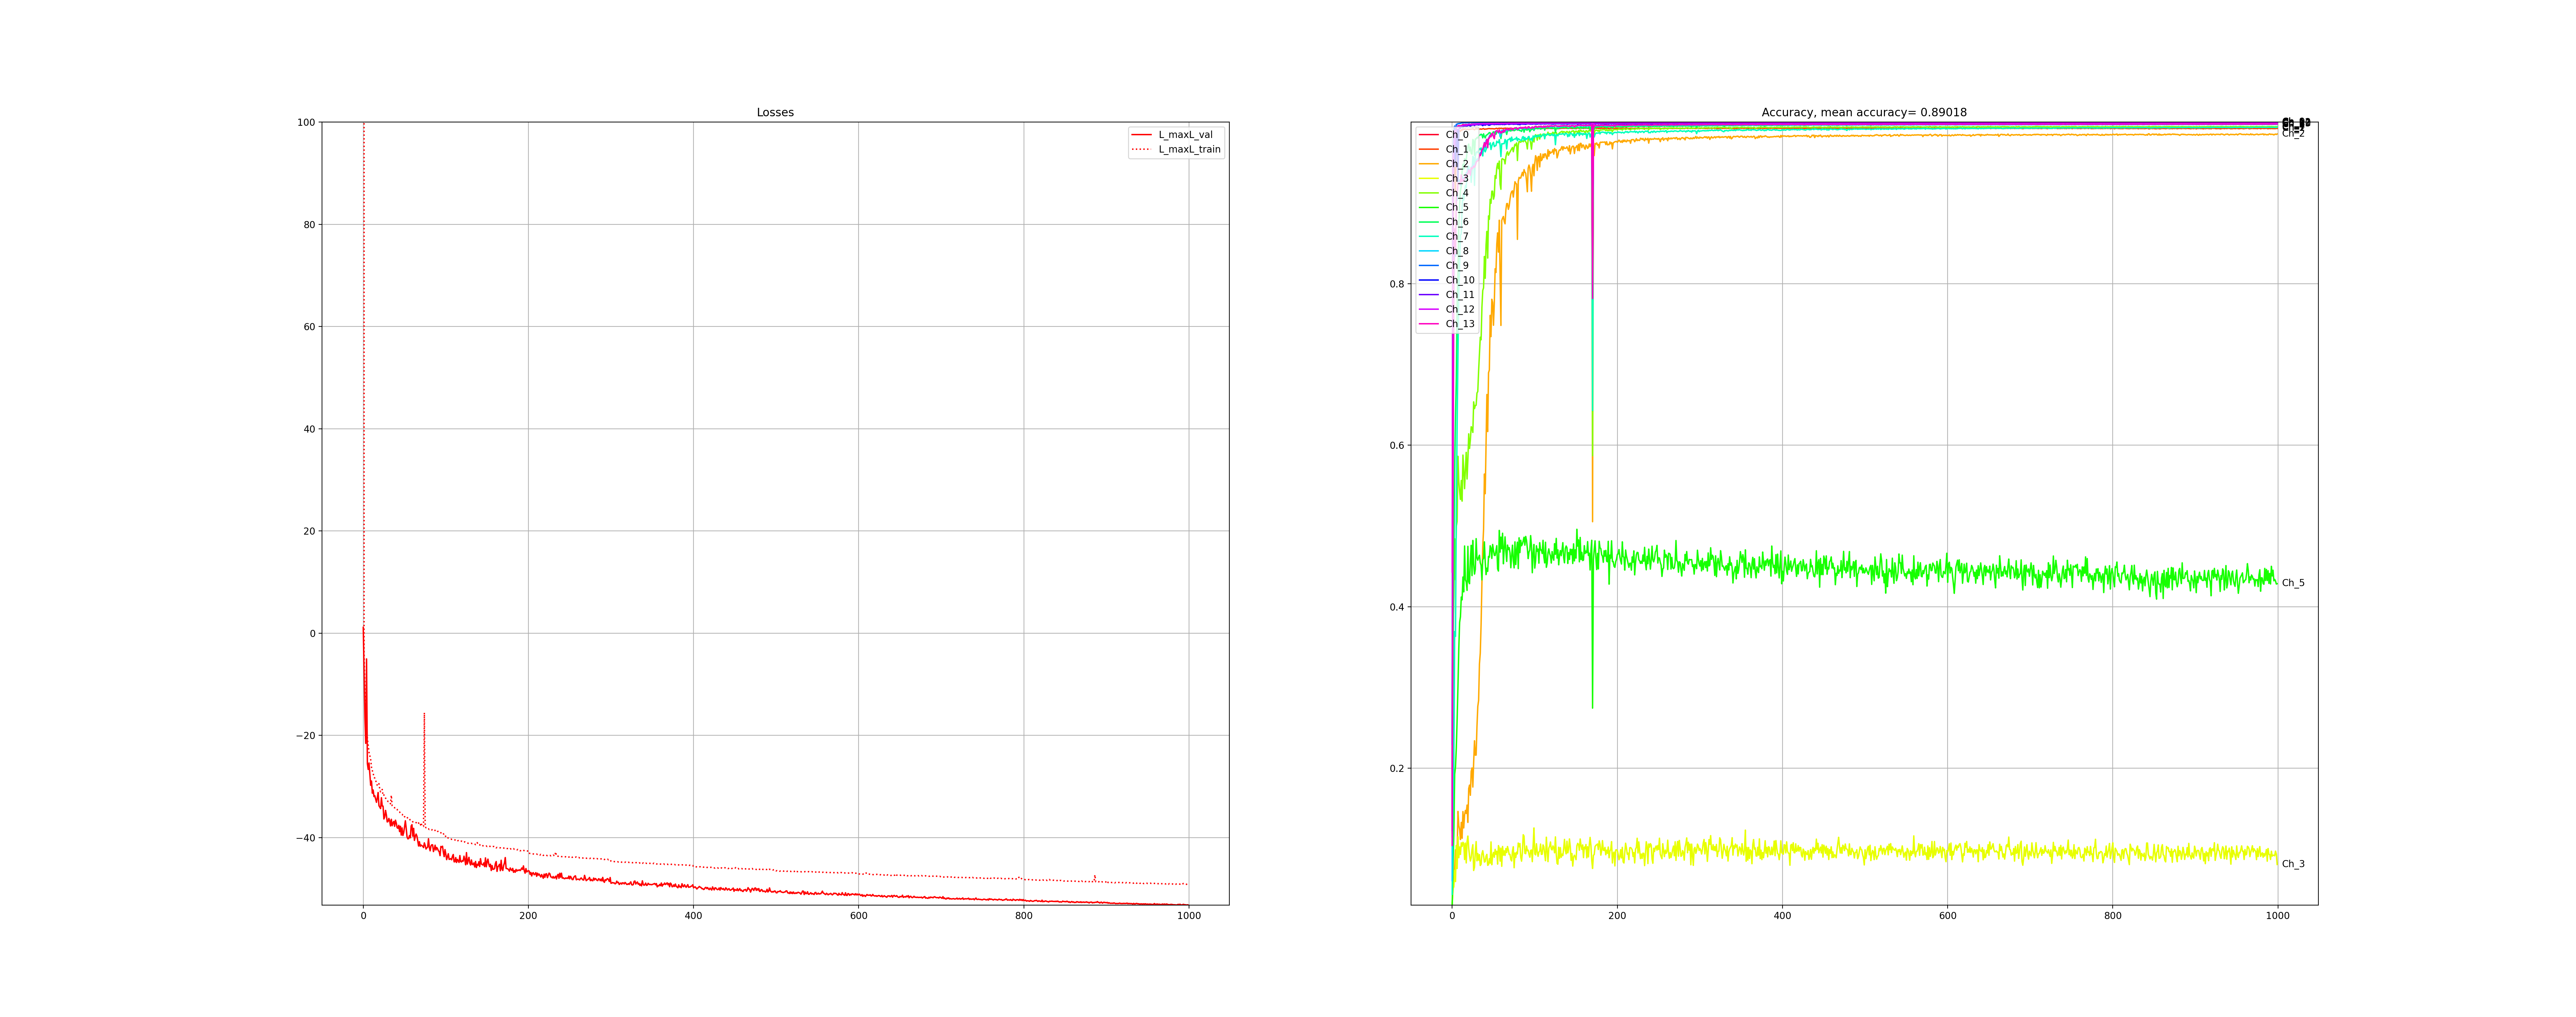 Losses
100
80
60
40
20
0
−20
−40
0 200 400 600 800 1000
L_maxL_val
L_maxL_train
Accuracy, mean accuracy= 0.89018
0.8
0.6
0.4
0.2
0 200 400 600 800 1000
Ch_0
Ch_1
Ch_2
Ch_3
Ch_4
Ch_5
Ch_6
Ch_7
Ch_8
Ch_9
Ch_10
Ch_11
Ch_12
Ch_13
Ch_2
Ch_5
Ch_3